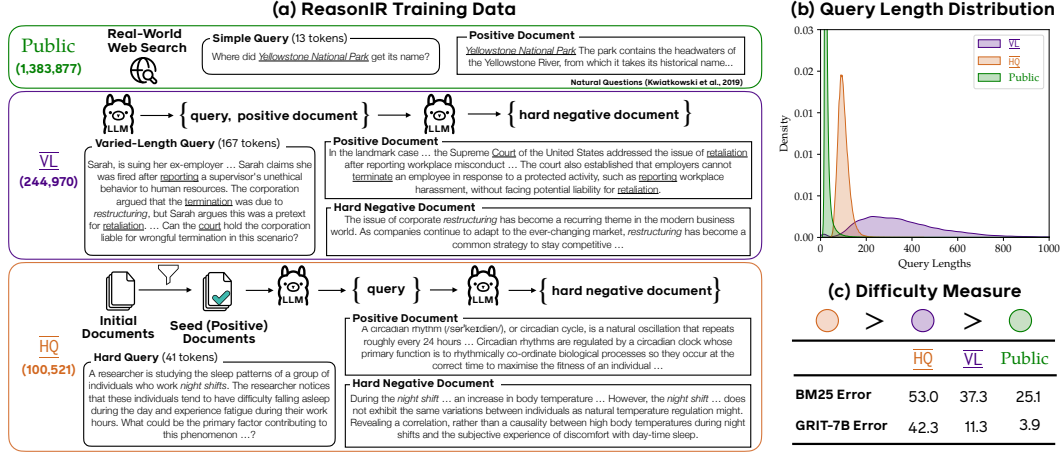 (a) ReasonIR Training Data
Public
(1,383,877)
Real-World
Web Search
Simple Query (13 tokens)
Where did Yellowstone National Park get its name?
Positive Document
Yellowstone National Park The park contains the headwaters of
the Yellowstone River, from which it takes its historical name...
Natural Questions (Kwiatkowski et al., 2019)
VL
(244,970)
LLM
{query, positive document}
LLM
{hard negative document}
Varied-Length Query (167 tokens)
Sarah, is suing her ex-employer ... Sarah claims she
was fired after reporting a supervisor's unethical
behavior to human resources. The corporation
argued that the termination was due to
restructuring, but Sarah argues this was a pretext
for retaliation. ... Can the court hold the corporation
liable for wrongful termination in this scenario?
Positive Document
In the landmark case ... the Supreme Court of the United States addressed the issue of retaliation
after reporting workplace misconduct ... The court also established that employers cannot
terminate an employee in response to a protected activity, such as reporting workplace
harassment, without facing potential liability for retaliation.
Hard Negative Document
The issue of corporate restructuring has become a recurring theme in the modern business
world. As companies continue to adapt to the ever-changing market, restructuring has become a
common strategy to stay competitive ...
HQ
(100,521)
Initial
Documents
Seed (Positive)
Documents
LLM
{query}
LLM
{hard negative document}
Hard Query (41 tokens)
A researcher is studying the sleep patterns of a group of
individuals who work night shifts. The researcher notices
that these individuals tend to have difficulty falling asleep
during the day and experience fatigue during their work
hours. What could be the primary factor contributing to
this phenomenon ...?
Positive Document
A circadian rhythm (/sərˈkeɪdiən/), or circadian cycle, is a natural oscillation that repeats
roughly every 24 hours ... Circadian rhythms are regulated by a circadian clock whose
primary function is to rhythmically co-ordinate biological processes so they occur at the
correct time to maximise the fitness of an individual ...
Hard Negative Document
During the night shift ... an increase in body temperature ... However, the night shift ... does
not exhibit the same variations between individuals as natural temperature regulation might.
Revealing a correlation, rather than a causality between high body temperatures during night
shifts and the subjective experience of discomfort with day-time sleep.
(b) Query Length Distribution
0.03
0.02
0.01
0.01
0.01
0.00
Density
VL
HQ
Public
0 200 400 600 800 1000
Query Lengths
(c) Difficulty Measure
> >
HQ VL Public
BM25 Error 53.0 37.3 25.1
GRIT-7B Error 42.3 11.3 3.9